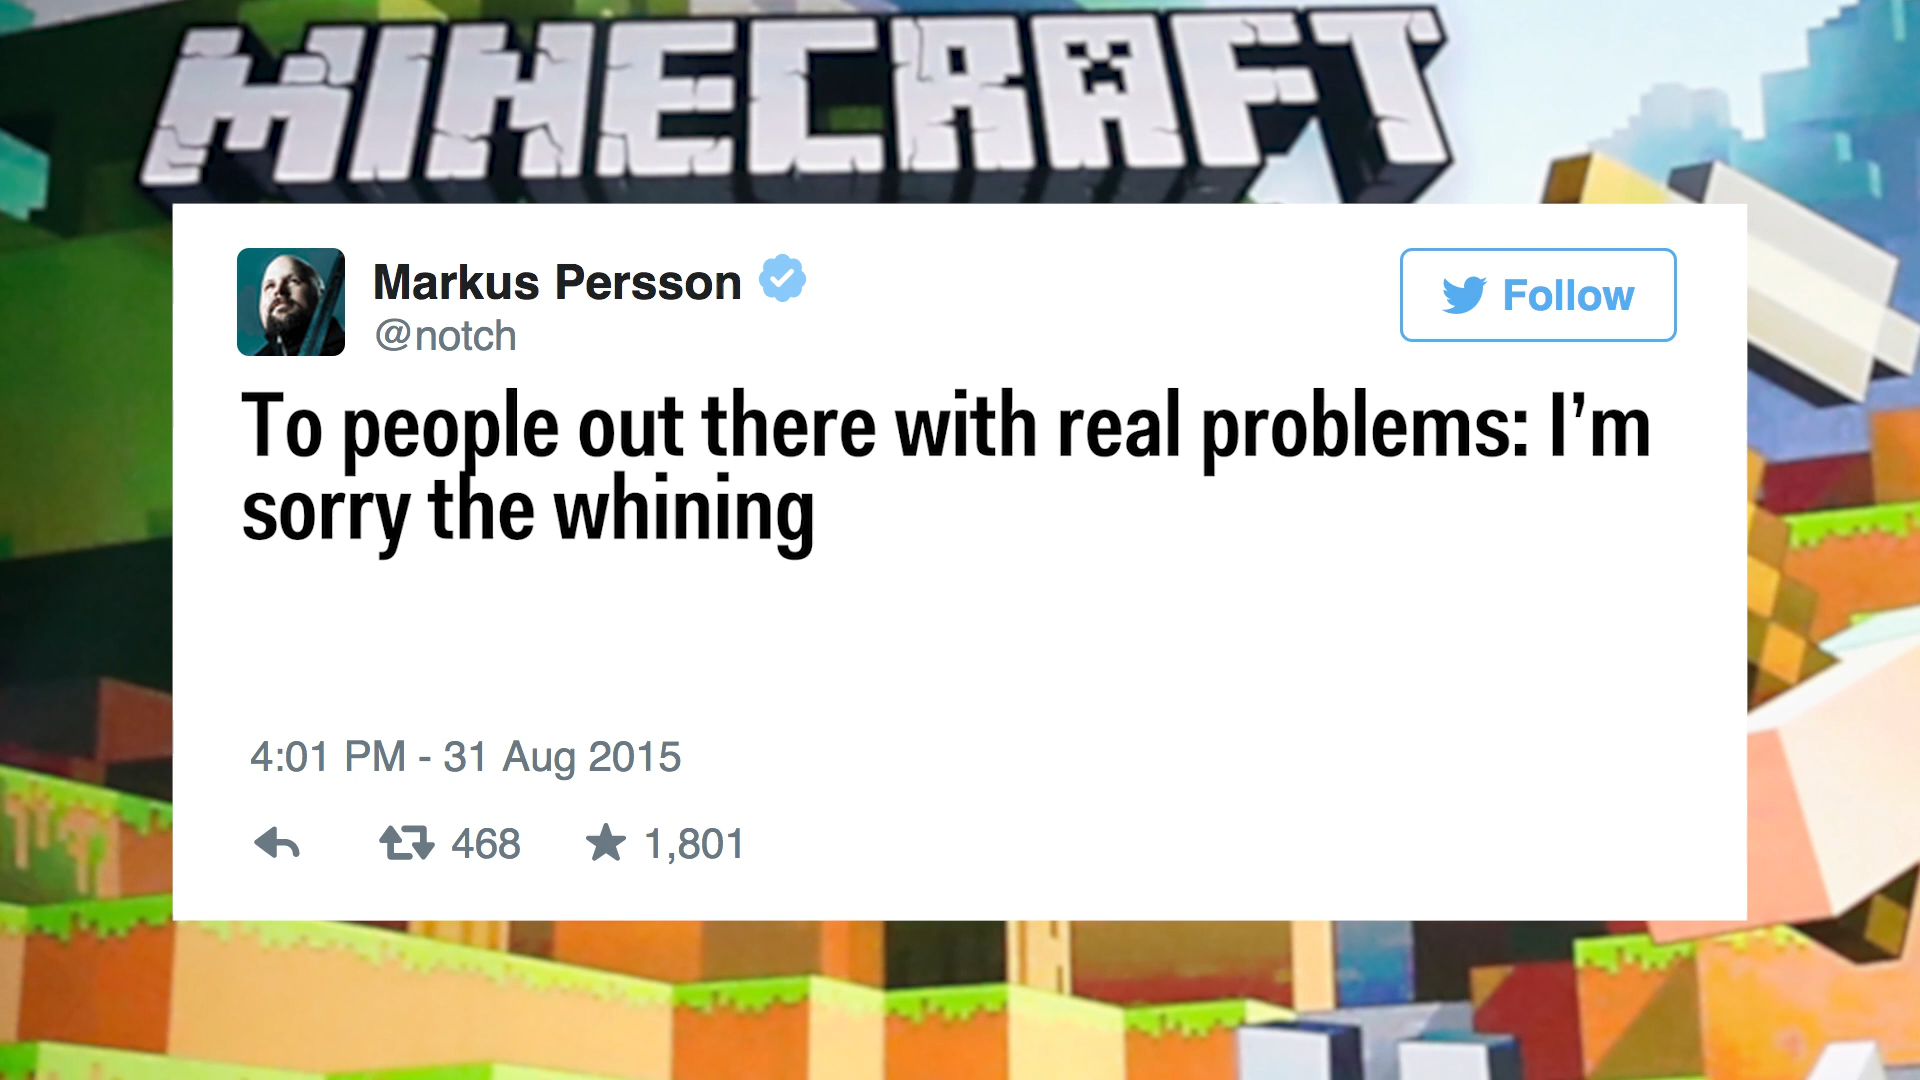 MINECRAFT
Markus Persson
@notch
Follow
To people out there with real problems: I’m
sorry the whining
4:01 PM - 31 Aug 2015
468 1,801